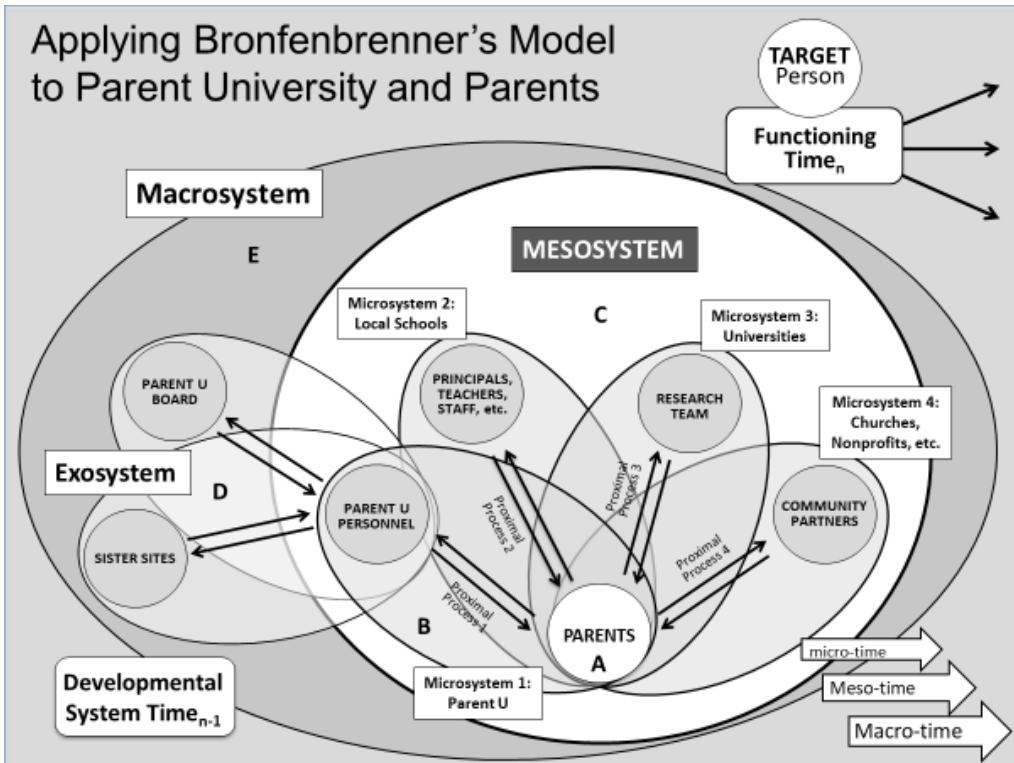 Applying Bronfenbrenner's Model
to Parent University and Parents
TARGET
Person
Functioning
Timen
Macrosystem
E
MESOSYSTEM
C
Microsystem 2:
Local Schools
Microsystem 3:
Universities
Microsystem 4:
Churches,
Nonprofits, etc.
PARENT U
BOARD
PRINCIPALS,
TEACHERS,
STAFF, etc.
RESEARCH
TEAM
Exosystem
D
PARENT U
PERSONNEL
COMMUNITY
PARTNERS
SISTER SITES
Proximal
Process 1
Proximal
Process 2
Proximal
Process 3
Proximal
Process 4
B
PARENTS
A
Microsystem 1:
Parent U
Developmental
System Timen-1
micro-time
Meso-time
Macro-time